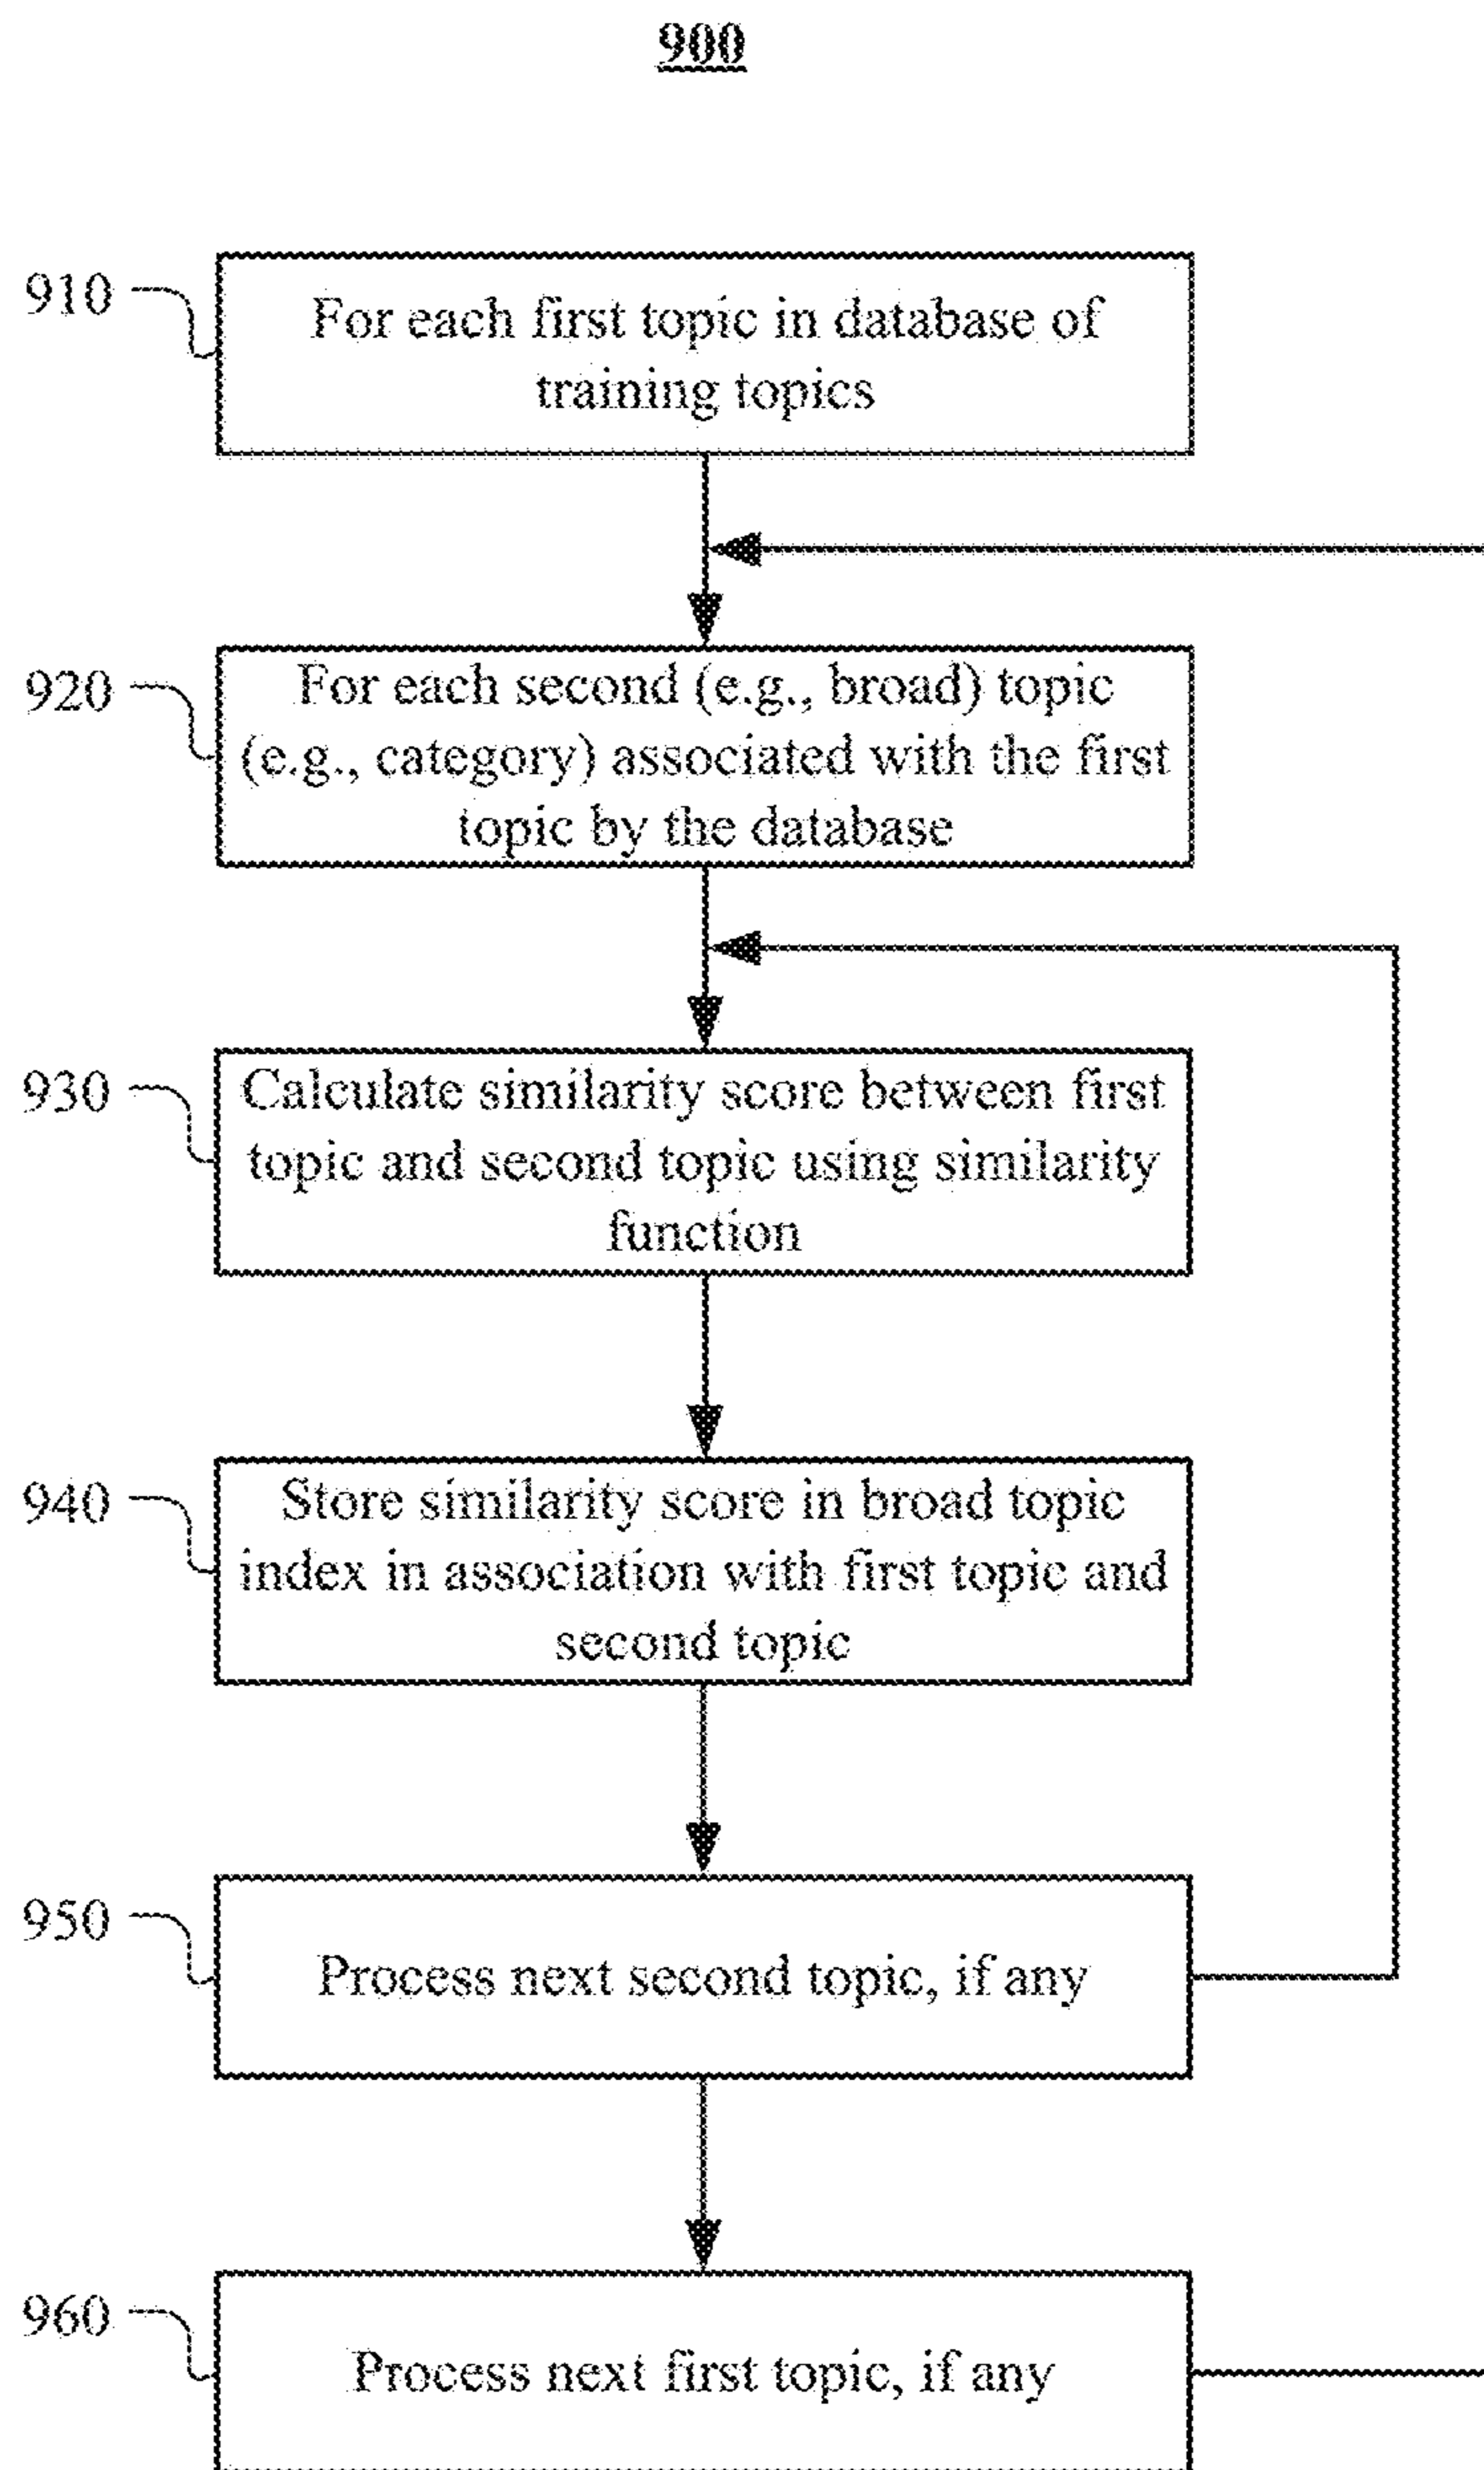 900
910
For each first topic in database of
training topics
920
For each second (e.g., broad) topic
(e.g., category) associated with the first
topic by the database
930
Calculate similarity score between first
topic and second topic using similarity
function
940
Store similarity score in broad topic
index in association with first topic and
second topic
950
Process next second topic, if any
960
Process next first topic, if any